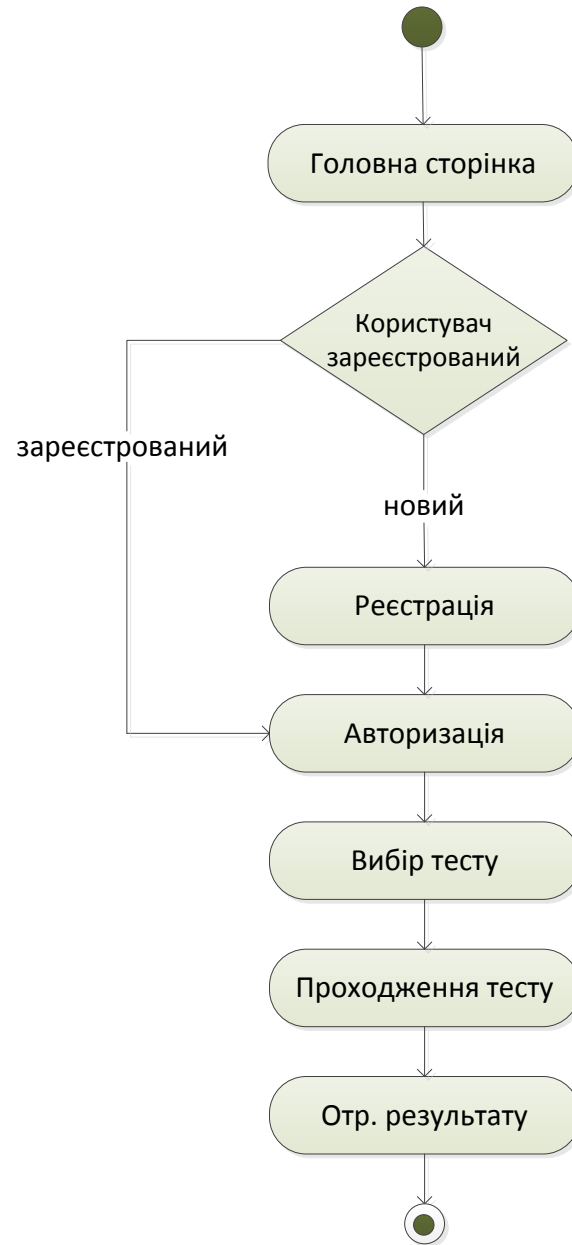 Головна сторінка
Користувач
зареєстрований
зареєстрований
новий
Реєстрація
Авторизація
Вибір тесту
Проходження тесту
Отр. результату